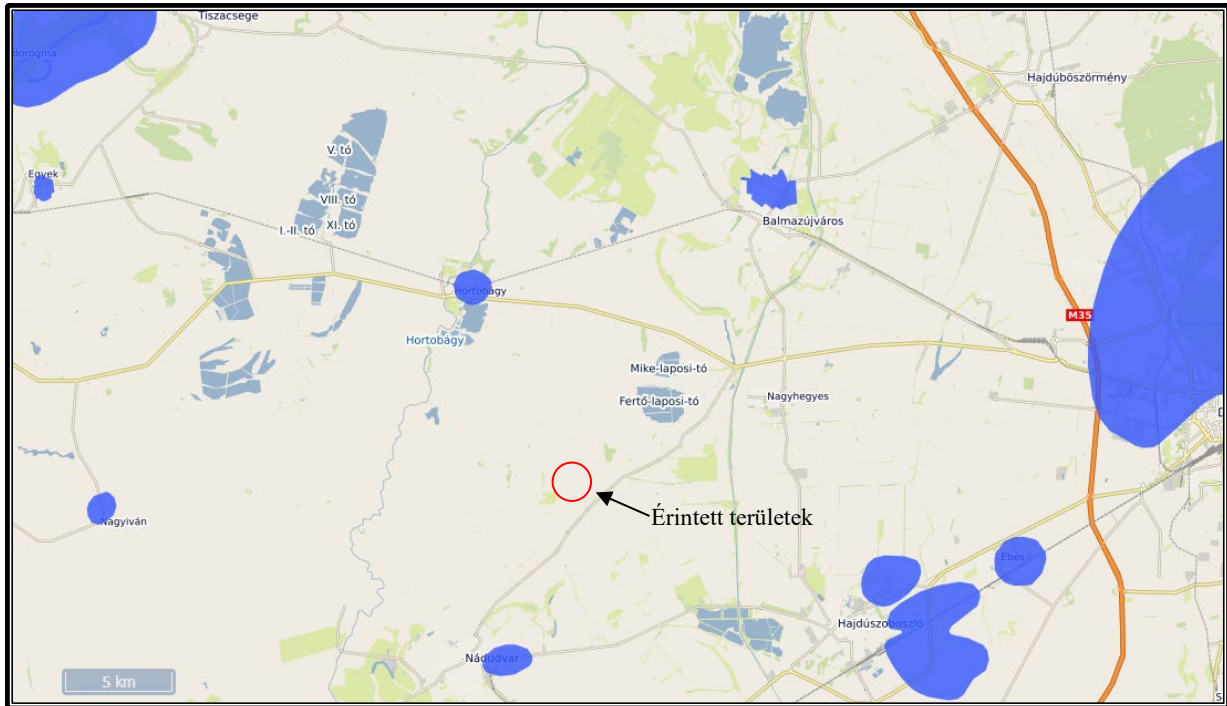 Tiszacsege
dorogma
Hajdúböszörmény
V. tó
Egyek
VIII. tó
I.-II. tó
XI. tó
Balmazújváros
Hortobágy
M35
Hortobágy
Mike-laposi-tó
Fertő-laposi-tó
Nagyhegyes
D
Érintett területek
Nagyiván
Ebes
Hajdúszoboszló
Nádudvar
5 km
S